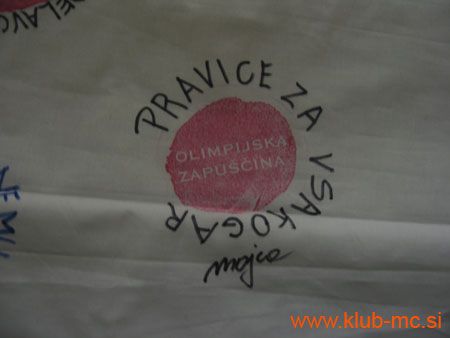 PRAVICE ZA VSAKOGAR
OLIMPIJSKA
ZAPUŠČINA
mojca
www.klub-mc.si